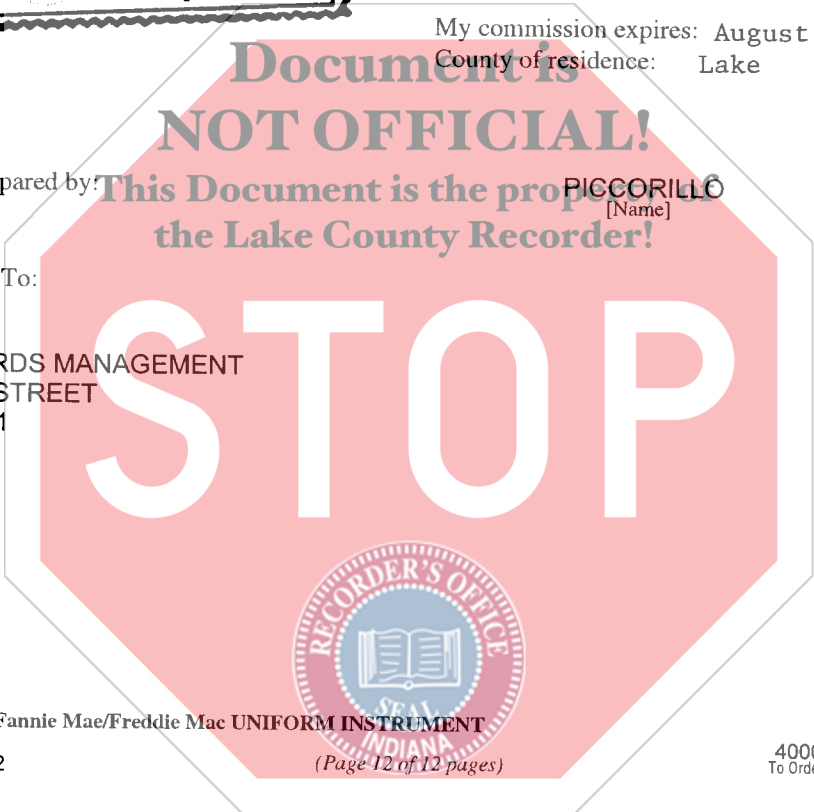 My commission expires: August
County of residence: Lake
Document is
NOT OFFICIAL!
pared by:
This Document is the property of
PICCORILLO
[Name]
the Lake County Recorder!
To:
STOP
RDS MANAGEMENT
STREET
1
RECORDER'S OFFICE
SEAL
INDIANA
Fannie Mae/Freddie Mac UNIFORM INSTRUMENT
2
(Page 12 of 12 pages)
4000
To Orde